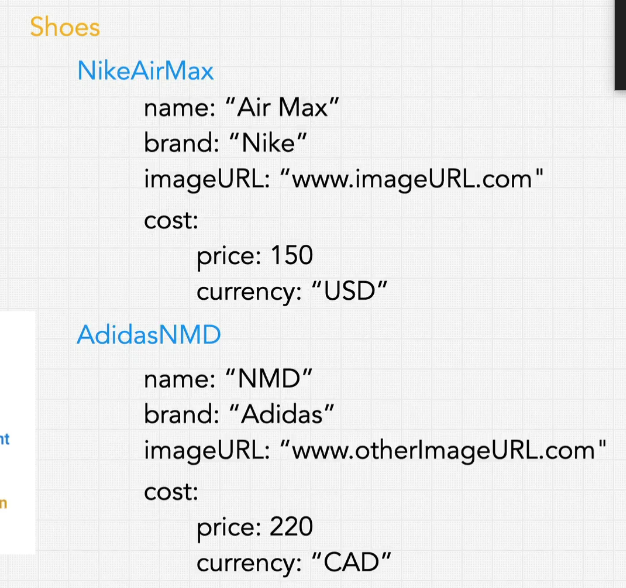 Shoes
NikeAirMax
name: “Air Max”
brand: “Nike”
imageURL: “www.imageURL.com"
cost:
price: 150
currency: “USD”
AdidasNMD
name: “NMD”
brand: “Adidas”
imageURL: “www.otherImageURL.com"
cost:
price: 220
currency: “CAD”